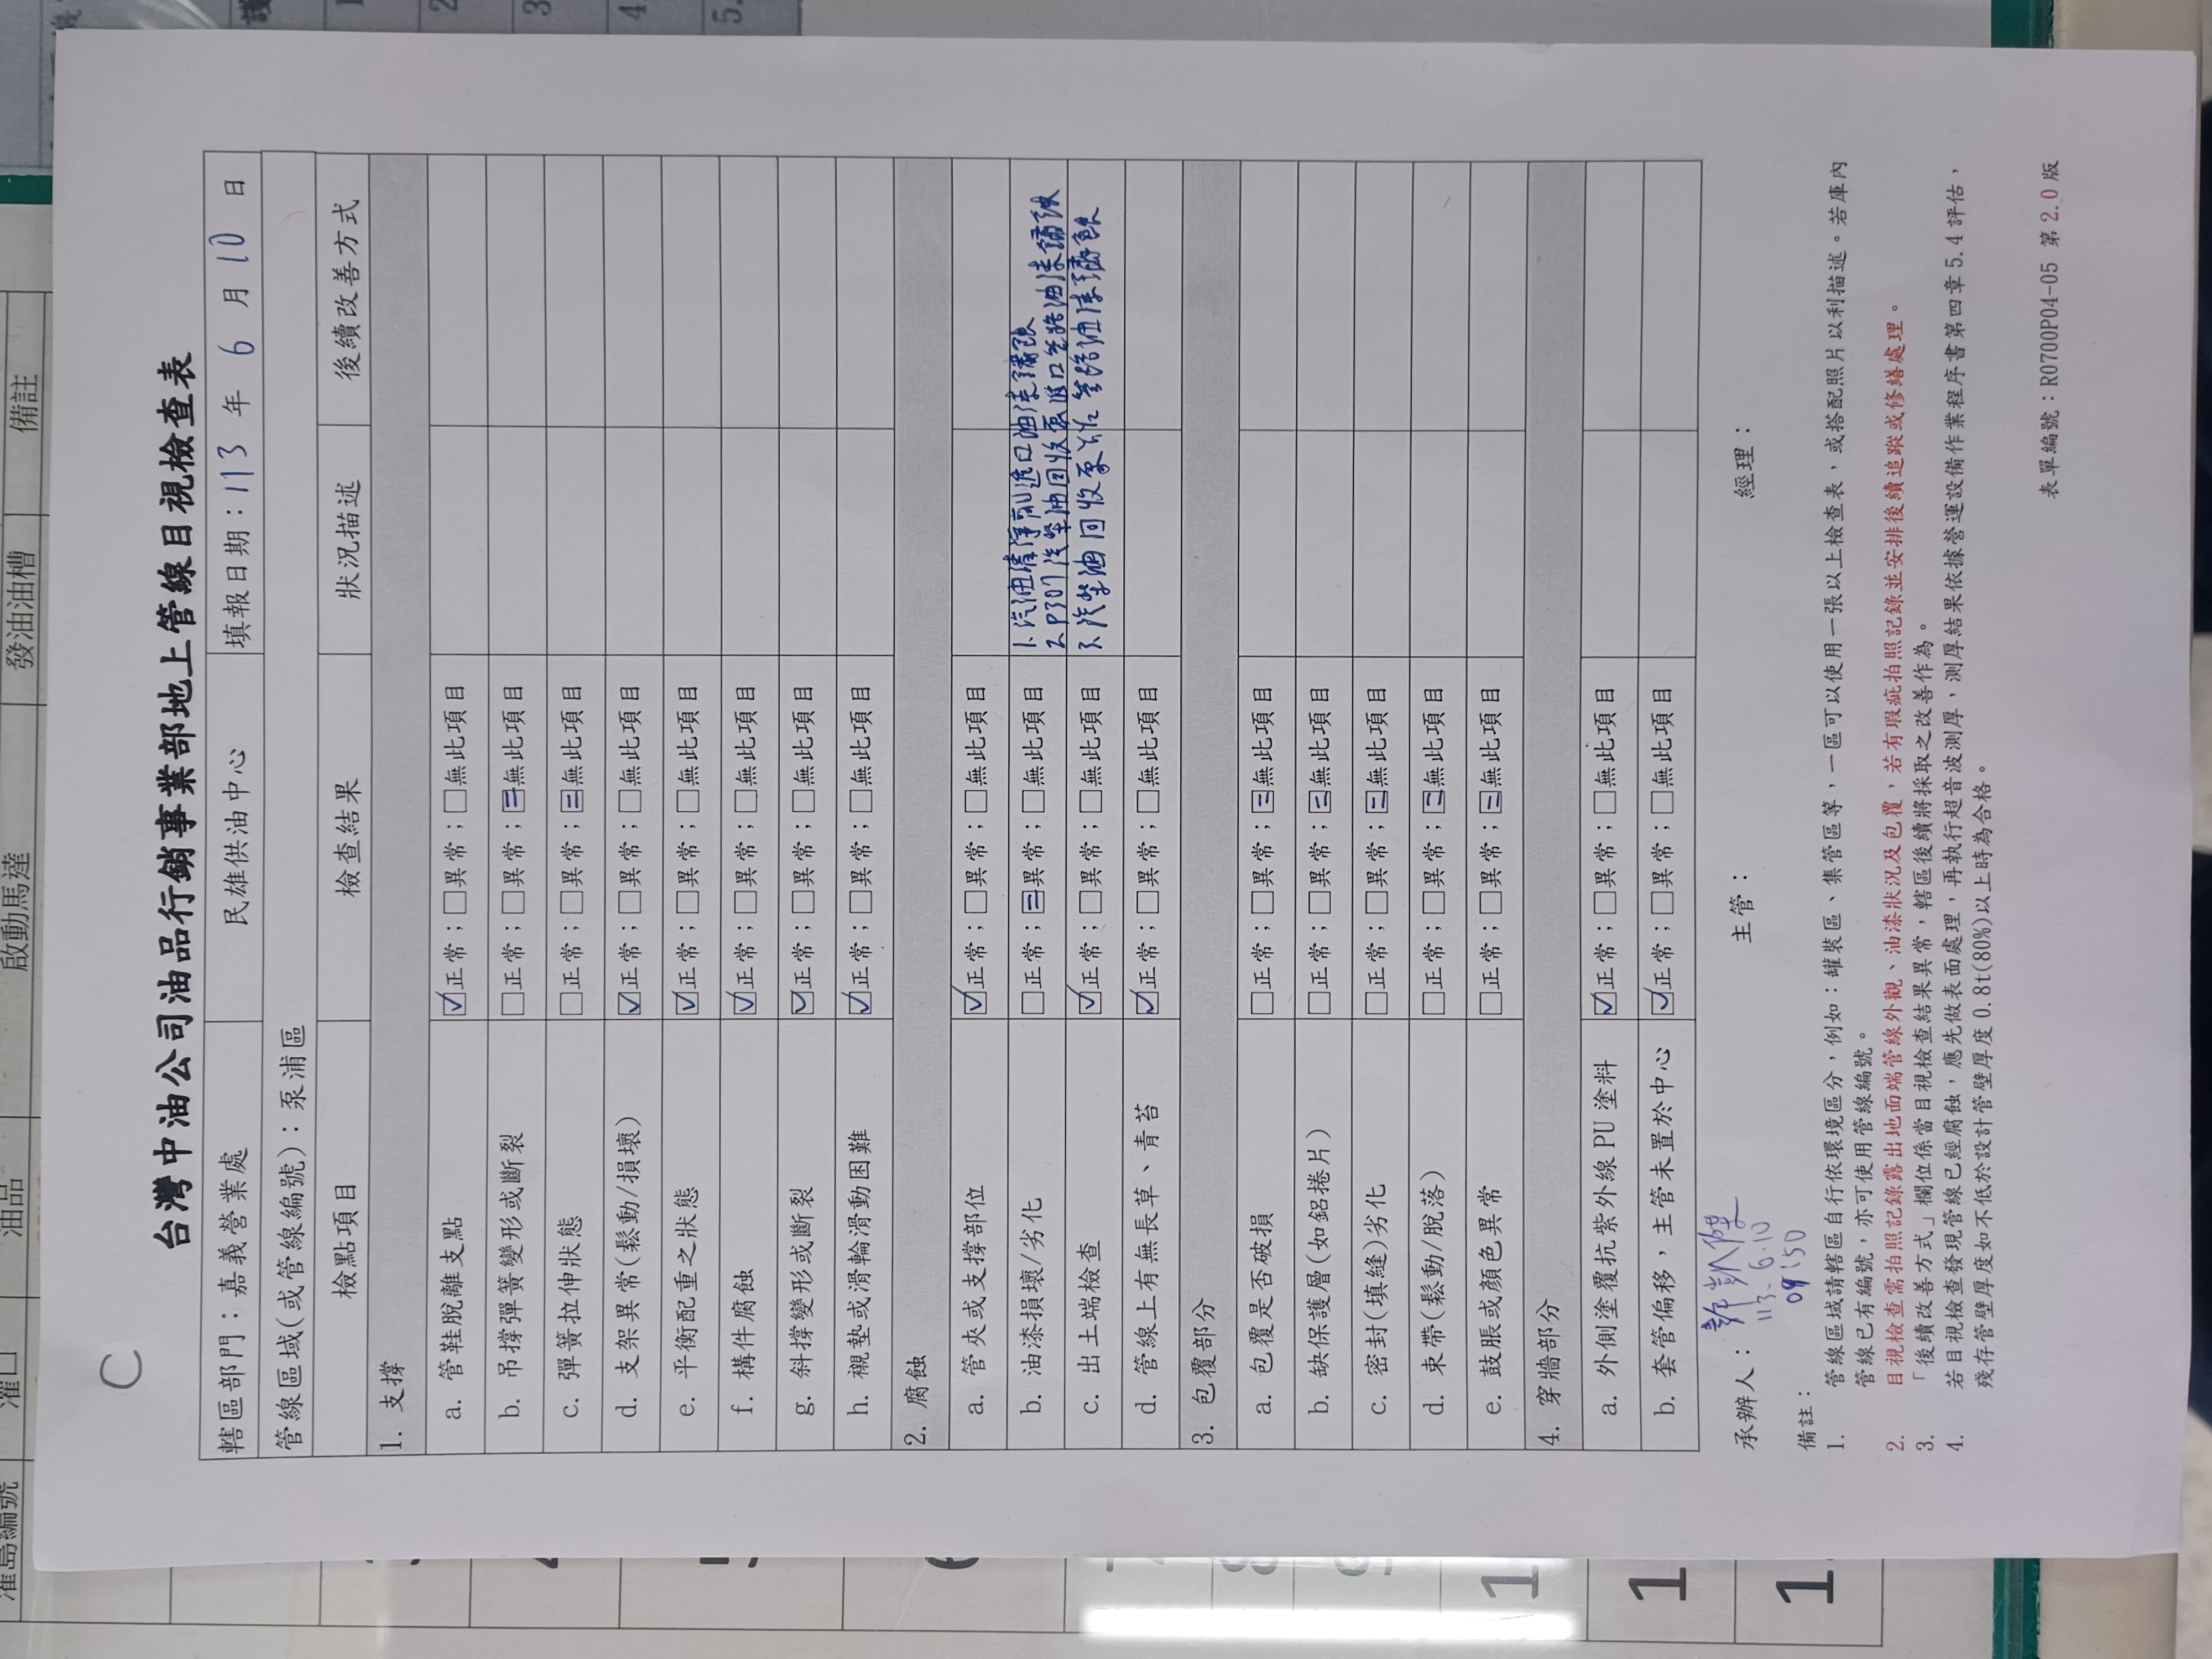 灌島編號 灌口 油品 啟動馬達 發油油槽 備註
C
台灣中油公司油品行銷事業部地上管線目視檢查表
轄區部門：嘉義營業處 民雄供油中心 填報日期：113 年 6 月 10 日
管線區域(或管線編號)：泵浦區
檢點項目 檢查結果 狀況描述 後續改善方式
1. 支撐
a. 管鞋脫離支點 ☑正常；☐異常；☐無此項目
b. 吊撐彈簧變形或斷裂 ☐正常；☐異常；☑無此項目
c. 彈簧拉伸狀態 ☐正常；☐異常；☑無此項目
d. 支架異常(鬆動/損壞) ☑正常；☐異常；☐無此項目
e. 平衡配重之狀態 ☑正常；☐異常；☐無此項目
f. 構件腐蝕 ☑正常；☐異常；☐無此項目
g. 斜撐變形或斷裂 ☑正常；☐異常；☐無此項目
h. 襯墊或滑輪滑動困難 ☑正常；☐異常；☐無此項目
2. 腐蝕
a. 管夾或支撐部位 ☑正常；☐異常；☐無此項目
b. 油漆損壞/劣化 ☐正常；☑異常；☐無此項目 1. 汽油清淨劑進口油漆鏽蝕
2. P307 汽柴油回收泵進口管路油漆鏽蝕
c. 出土端檢查 ☑正常；☐異常；☐無此項目 3. 汽柴油回收泵 管路油漆鏽蝕
d. 管線上有無長草、青苔 ☑正常；☐異常；☐無此項目
3. 包覆部分
a. 包覆是否破損 ☐正常；☐異常；☑無此項目
b. 缺保護層(如鋁捲片) ☐正常；☐異常；☑無此項目
c. 密封(填縫)劣化 ☐正常；☐異常；☑無此項目
d. 束帶(鬆動/脫落) ☐正常；☐異常；☑無此項目
e. 鼓脹或顏色異常 ☐正常；☐異常；☑無此項目
4. 穿牆部分
a. 外側塗覆抗紫外線 PU 塗料 ☑正常；☐異常；☐無此項目
b. 套管偏移，主管未置於中心 ☑正常；☐異常；☐無此項目
承辦人：許凱傑 主管： 經理：
113.6.10
09:50
備註：
1. 管線區域請轄區自行依環境區分，例如：罐裝區、集管區等，一區可以使用一張以上檢查表，或搭配照片以利描述。若庫內
管線已有編號，亦可使用管線編號。
2. 目視檢查需拍照記錄露出地面端管線外觀、油漆狀況及包覆，若有瑕疵拍照記錄並安排後續追蹤或修繕處理。
3. 「後續改善方式」欄位係當目視檢查結果異常，轄區後續將採取之改善作為。
4. 若目視檢查發現管線已經腐蝕，應先做表面處理，再執行超音波測厚，測厚結果依據營運設備作業程序書第四章 5.4 評估，
殘存管壁厚度如不低於設計管壁厚度 0.8t(80%)以上時為合格。
表單編號：R0700P04-05 第 2.0 版